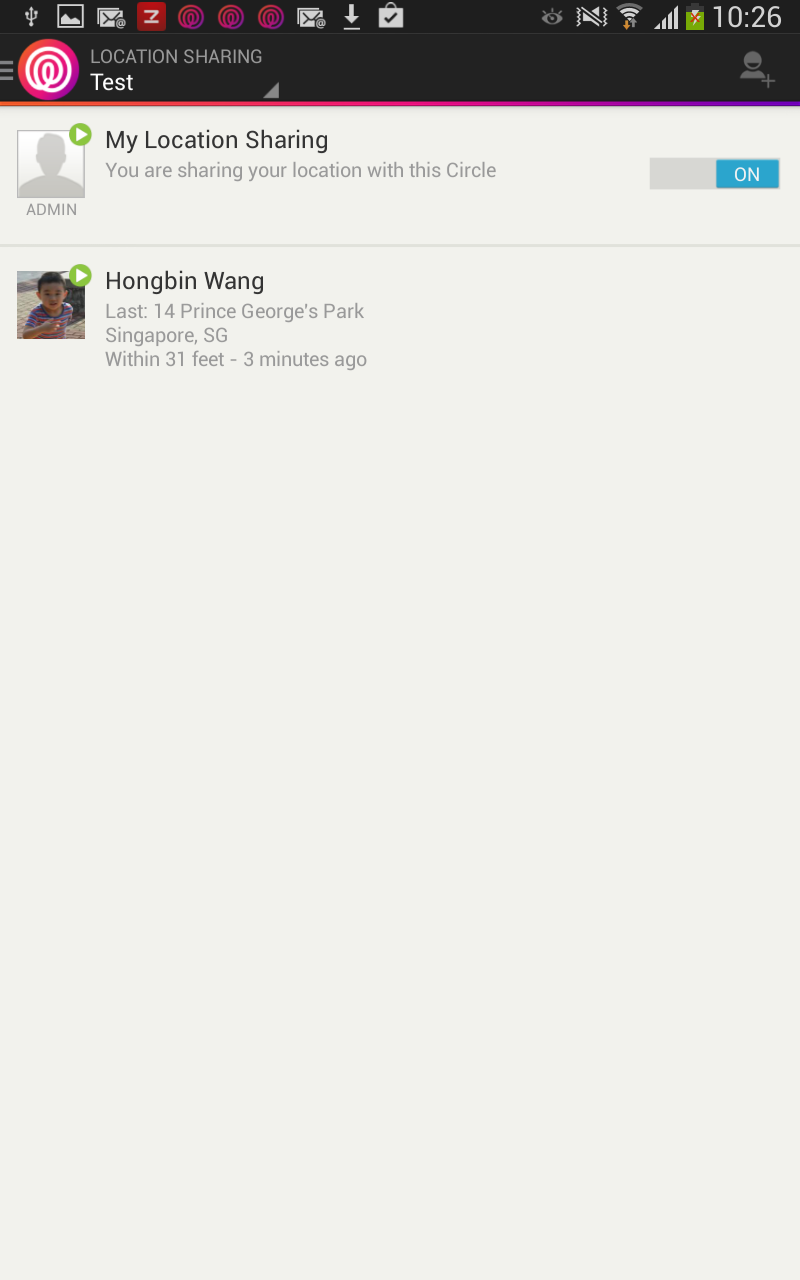 10:26
LOCATION SHARING
Test
My Location Sharing
You are sharing your location with this Circle
ON
ADMIN
Hongbin Wang
Last: 14 Prince George's Park
Singapore, SG
Within 31 feet - 3 minutes ago